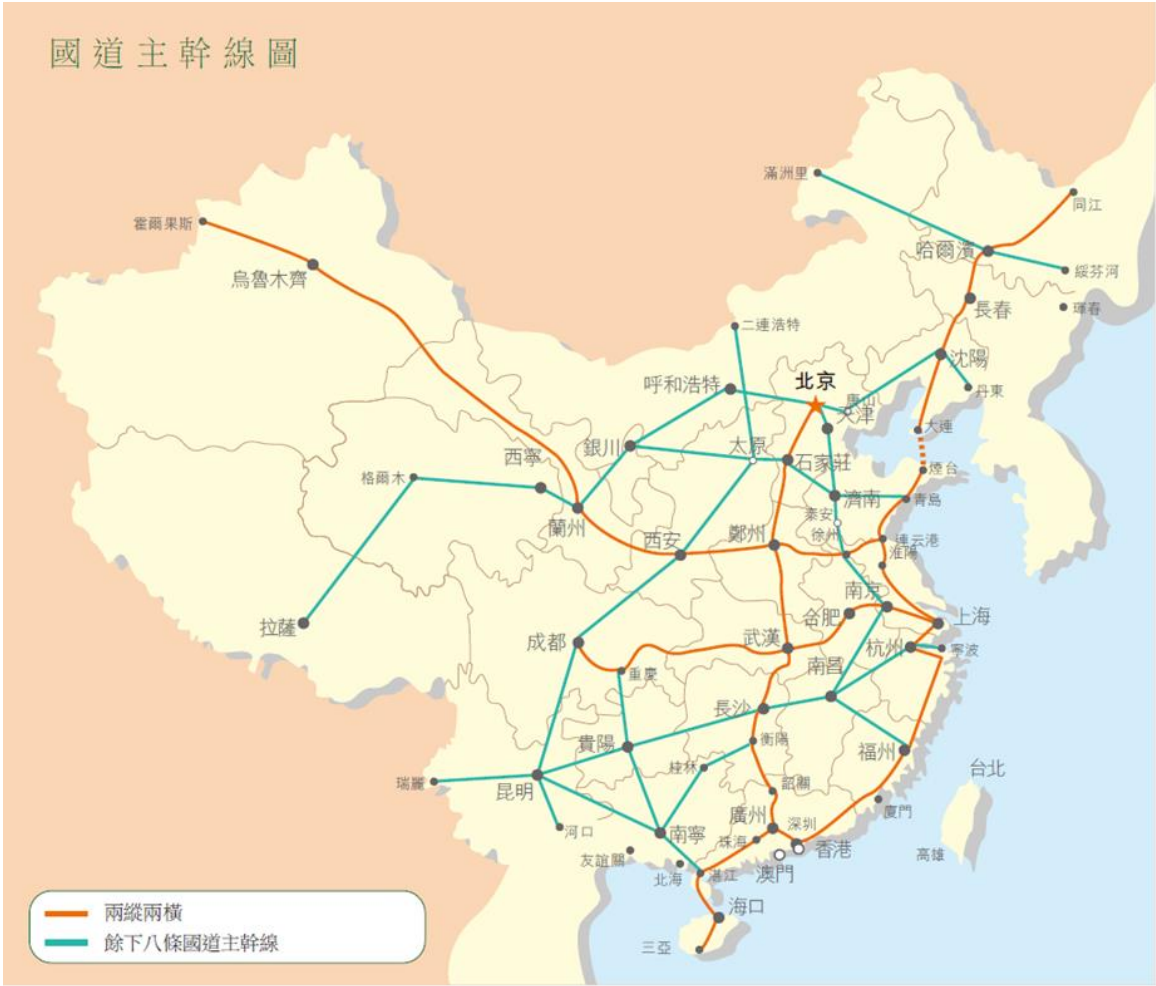 國道主幹線圖
滿洲里
同江
霍爾果斯
哈爾濱
烏魯木齊
綏芬河
長春
琿春
二連浩特
沈陽
呼和浩特
北京
丹東
唐山
天津
大連
銀川
太原
西寧
石家莊
煙台
格爾木
濟南
青島
蘭州
泰安
西安
鄭州
徐州
連云港
淮陽
南京
合肥
上海
拉薩
成都
武漢
杭州
寧波
南昌
重慶
長沙
貴陽
衡陽
福州
桂林
台北
瑞麗
昆明
韶關
廈門
廣州
深圳
河口
南寧
珠海
香港
高雄
友誼關
北海
湛江
澳門
海口
三亞
兩縱兩橫
餘下八條國道主幹線